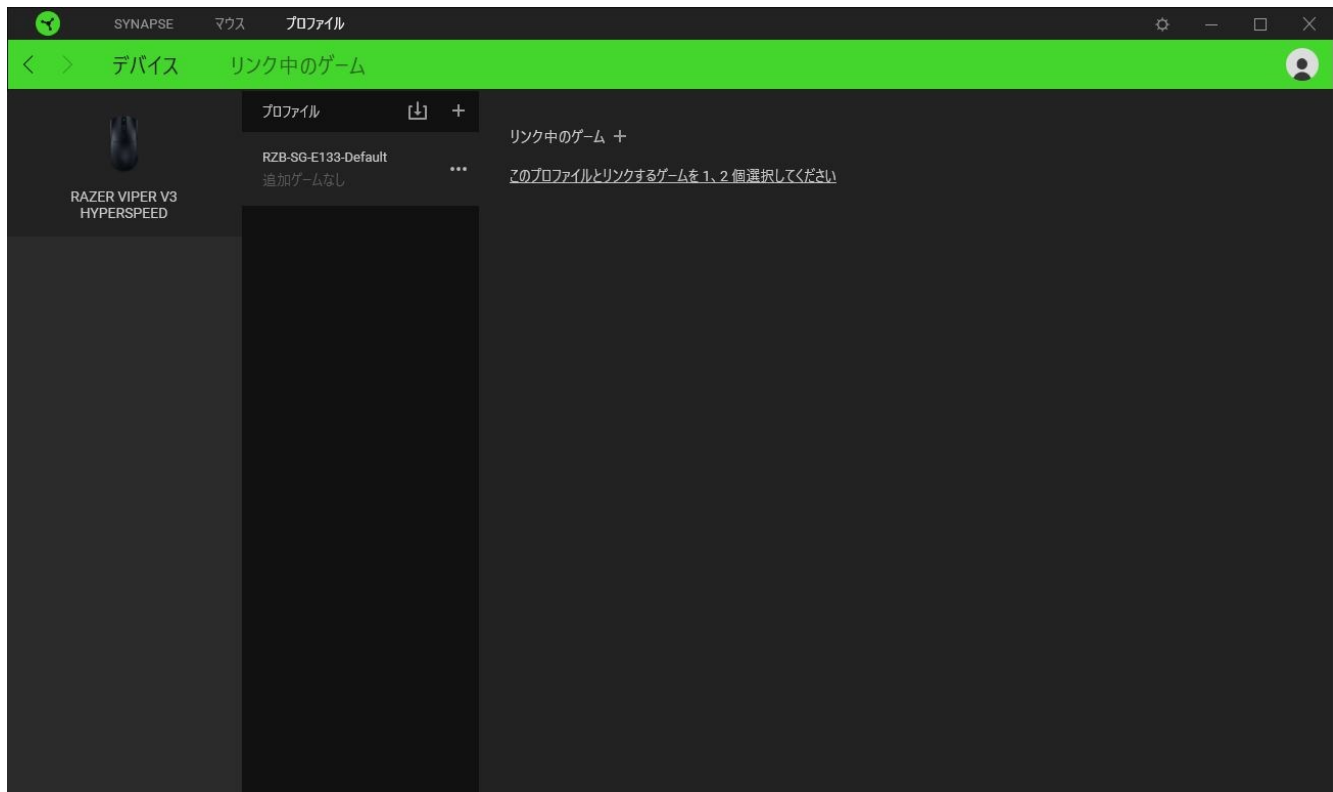 SYNAPSE マウス プロファイル
デバイス リンク中のゲーム
RAZER VIPER V3
HYPERSPEED
プロファイル
RZB-SG-E133-Default
追加ゲームなし
リンク中のゲーム
このプロファイルとリンクするゲームを 1、2 個選択してください